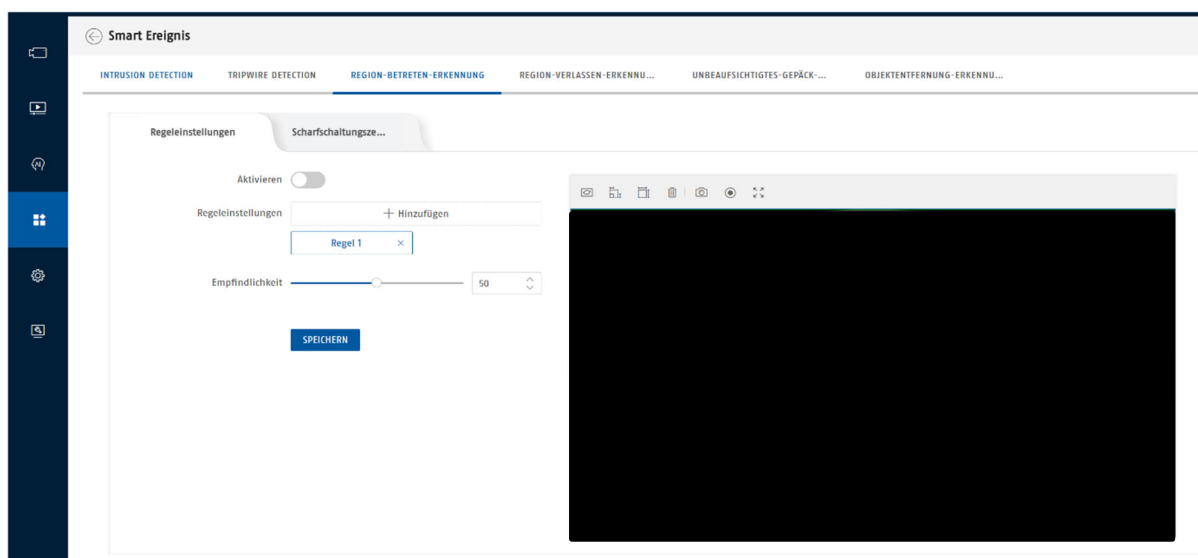 Smart Ereignis
INTRUSION DETECTION TRIPWIRE DETECTION REGION-BETRETEN-ERKENNUNG REGION-VERLASSEN-ERKENNU... UNBEAUFSICHTIGTES-GEPÄCK-... OBJEKTENTFERNUNG-ERKENNU...
Regeleinstellungen Scharfschaltungsze...
Aktivieren
Regeleinstellungen + Hinzufügen
Regel 1 ×
Empfindlichkeit 50
SPEICHERN
AI